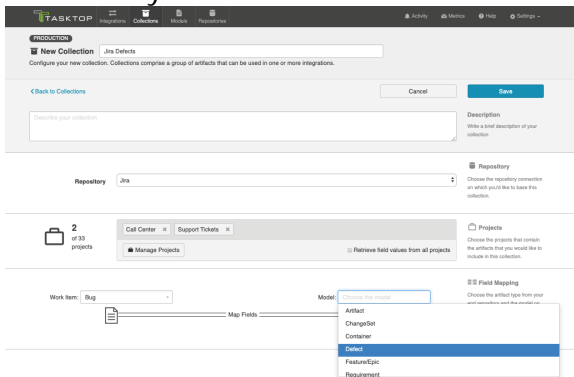 TASKTOP
Integrations Collections Models Repositories
Activity Metrics Help Settings
PRODUCTION
New Collection Jira Defects
Configure your new collection. Collections comprise a group of artifacts that can be used in one or more integrations.
Back to Collections Cancel Save
Describe your collection
Description
Write a brief description of your
collection
Repository
Repository Jira
Choose the repository connection
on which you'd like to base this
collection.
2
of 33
projects
Call Center × Support Tickets ×
Manage Projects Retrieve field values from all projects
Projects
Choose the projects that contain
the artifacts that you would like to
include in this collection.
Field Mapping
Work Item: Bug Model: Choose the model
Choose the artifact type from your
end repository and the model on
Map Fields
Artifact
ChangeSet
Container
Defect
Feature/Epic
Requirement